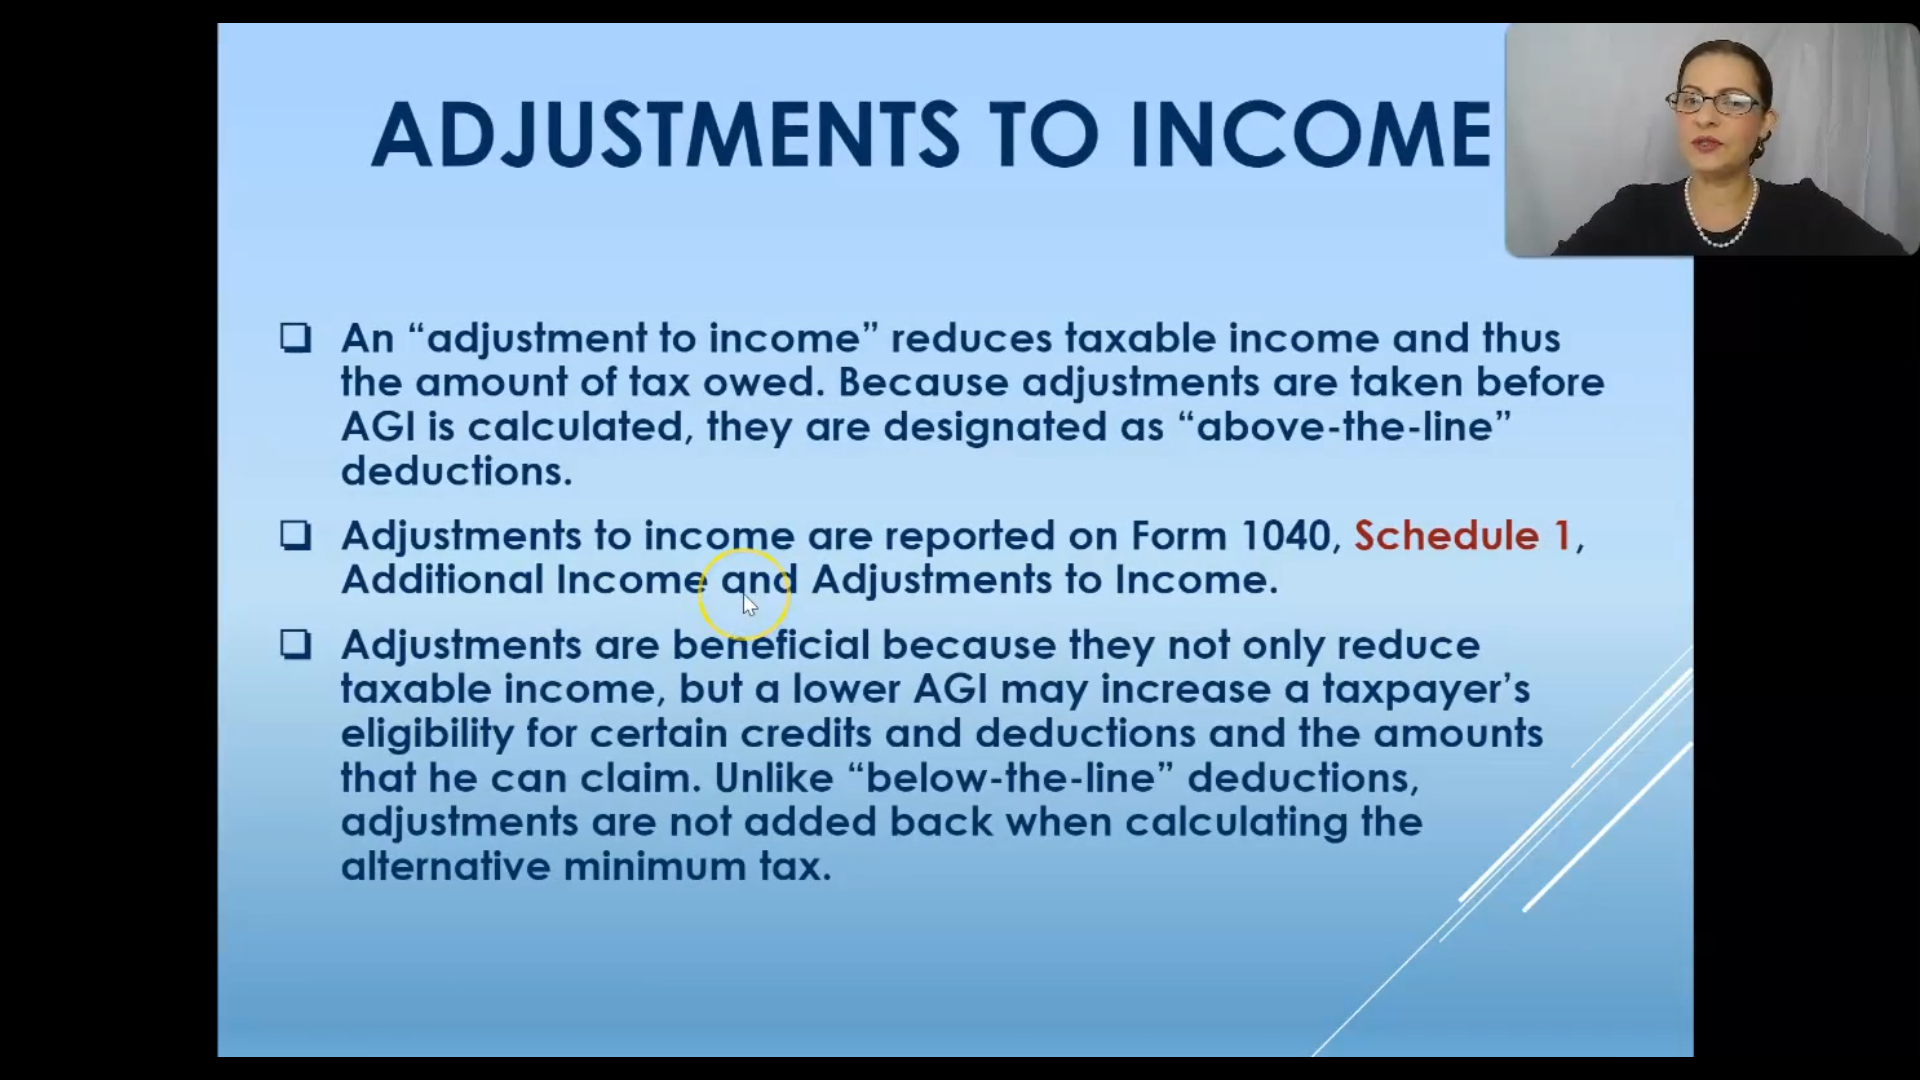 ADJUSTMENTS TO INCOME
An “adjustment to income” reduces taxable income and thus
the amount of tax owed. Because adjustments are taken before
AGI is calculated, they are designated as “above-the-line”
deductions.
Adjustments to income are reported on Form 1040, Schedule 1,
Additional Income and Adjustments to Income.
Adjustments are beneficial because they not only reduce
taxable income, but a lower AGI may increase a taxpayer’s
eligibility for certain credits and deductions and the amounts
that he can claim. Unlike “below-the-line” deductions,
adjustments are not added back when calculating the
alternative minimum tax.